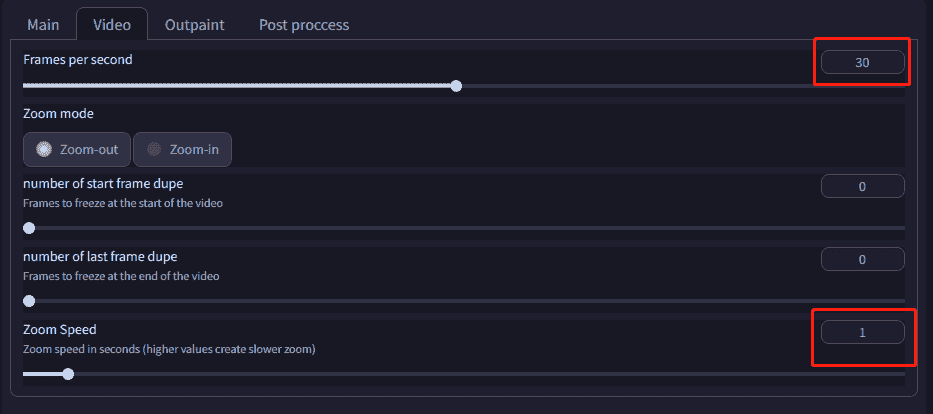 Main Video Outpaint Post proccess
Frames per second 30
Zoom mode
Zoom-out Zoom-in
number of start frame dupe 0
Frames to freeze at the start of the video
number of last frame dupe 0
Frames to freeze at the end of the video
Zoom Speed 1
Zoom speed in seconds (higher values create slower zoom)